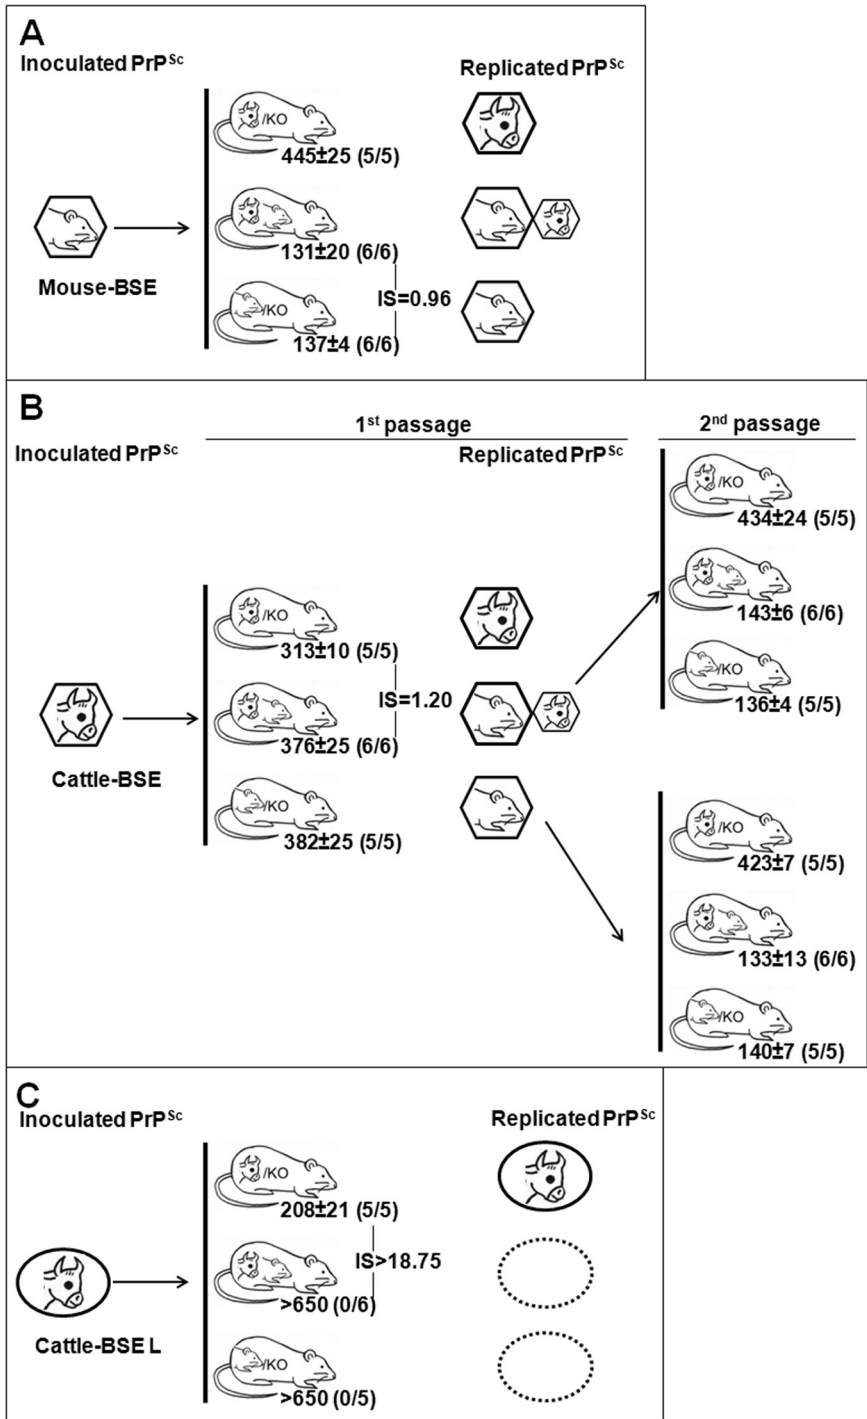 A
Inoculated PrPSc
Replicated PrPSc
/KO
445±25 (5/5)
131±20 (6/6)
Mouse-BSE
IS=0.96
/KO
137±4 (6/6)
B
1st passage
2nd passage
Inoculated PrPSc
Replicated PrPSc
/KO
434±24 (5/5)
143±6 (6/6)
/KO
136±4 (5/5)
/KO
313±10 (5/5)
IS=1.20
376±25 (6/6)
Cattle-BSE
/KO
382±25 (5/5)
/KO
423±7 (5/5)
133±13 (6/6)
/KO
140±7 (5/5)
C
Inoculated PrPSc
Replicated PrPSc
/KO
208±21 (5/5)
IS>18.75
>650 (0/6)
Cattle-BSE L
/KO
>650 (0/5)